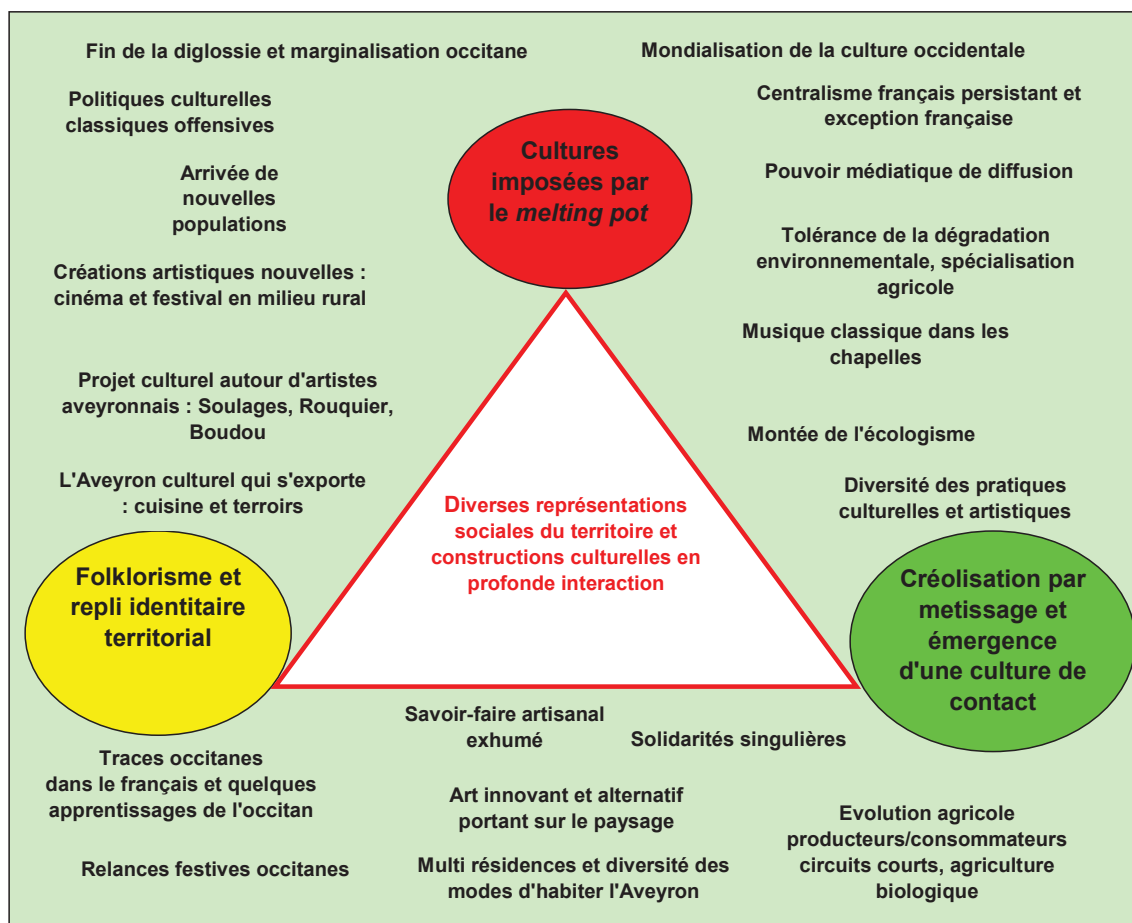 Fin de la diglossie et marginalisation occitane
Mondialisation de la culture occidentale
Politiques culturelles
classiques offensives
Centralisme français persistant et
exception française
Cultures
imposées par
le melting pot
Arrivée de
nouvelles
populations
Pouvoir médiatique de diffusion
Tolérance de la dégradation
environnementale, spécialisation
agricole
Créations artistiques nouvelles :
cinéma et festival en milieu rural
Musique classique dans les
chapelles
Projet culturel autour d'artistes
aveyronnais : Soulages, Rouquier,
Boudou
Montée de l'écologisme
L'Aveyron culturel qui s'exporte
: cuisine et terroirs
Diversité des pratiques
culturelles et artistiques
Diverses représentations
sociales du territoire et
constructions culturelles en
profonde interaction
Folklorisme et
repli identitaire
territorial
Créolisation par
metissage et
émergence
d'une culture de
contact
Savoir-faire artisanal
exhumé
Solidarités singulières
Traces occitanes
dans le français et quelques
apprentissages de l'occitan
Art innovant et alternatif
portant sur le paysage
Evolution agricole
producteurs/consommateurs
circuits courts, agriculture
biologique
Relances festives occitanes
Multi résidences et diversité des
modes d'habiter l'Aveyron